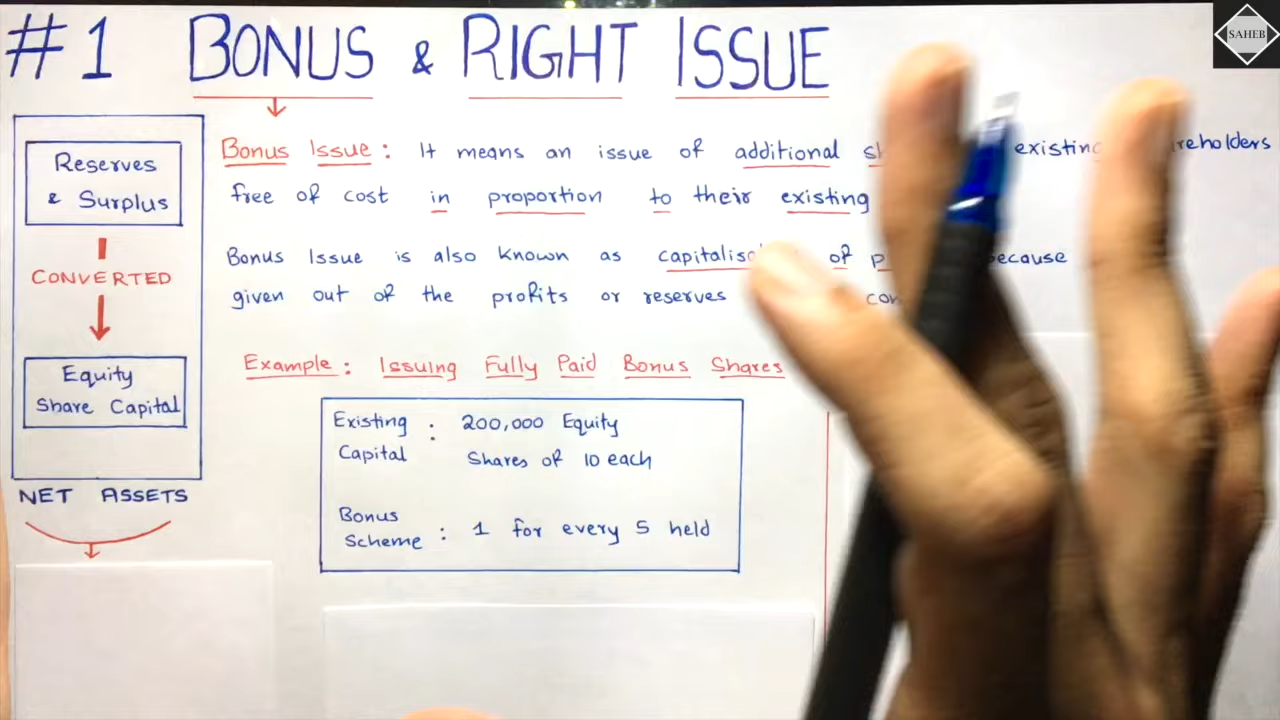 #1 BONUS & RIGHT ISSUE
SAHEB
Reserves
& Surplus
CONVERTED
Equity
Share Capital
NET ASSETS
Bonus Issue : It means an issue of additional existing
free of cost in proportion to their existing
Bonus Issue is also known as of
given out of the profits or reserves
Example : Issuing Fully Paid Bonus Shares
Existing : 200,000 Equity
Capital Shares of 10 each
Bonus
Scheme : 1 for every 5 held